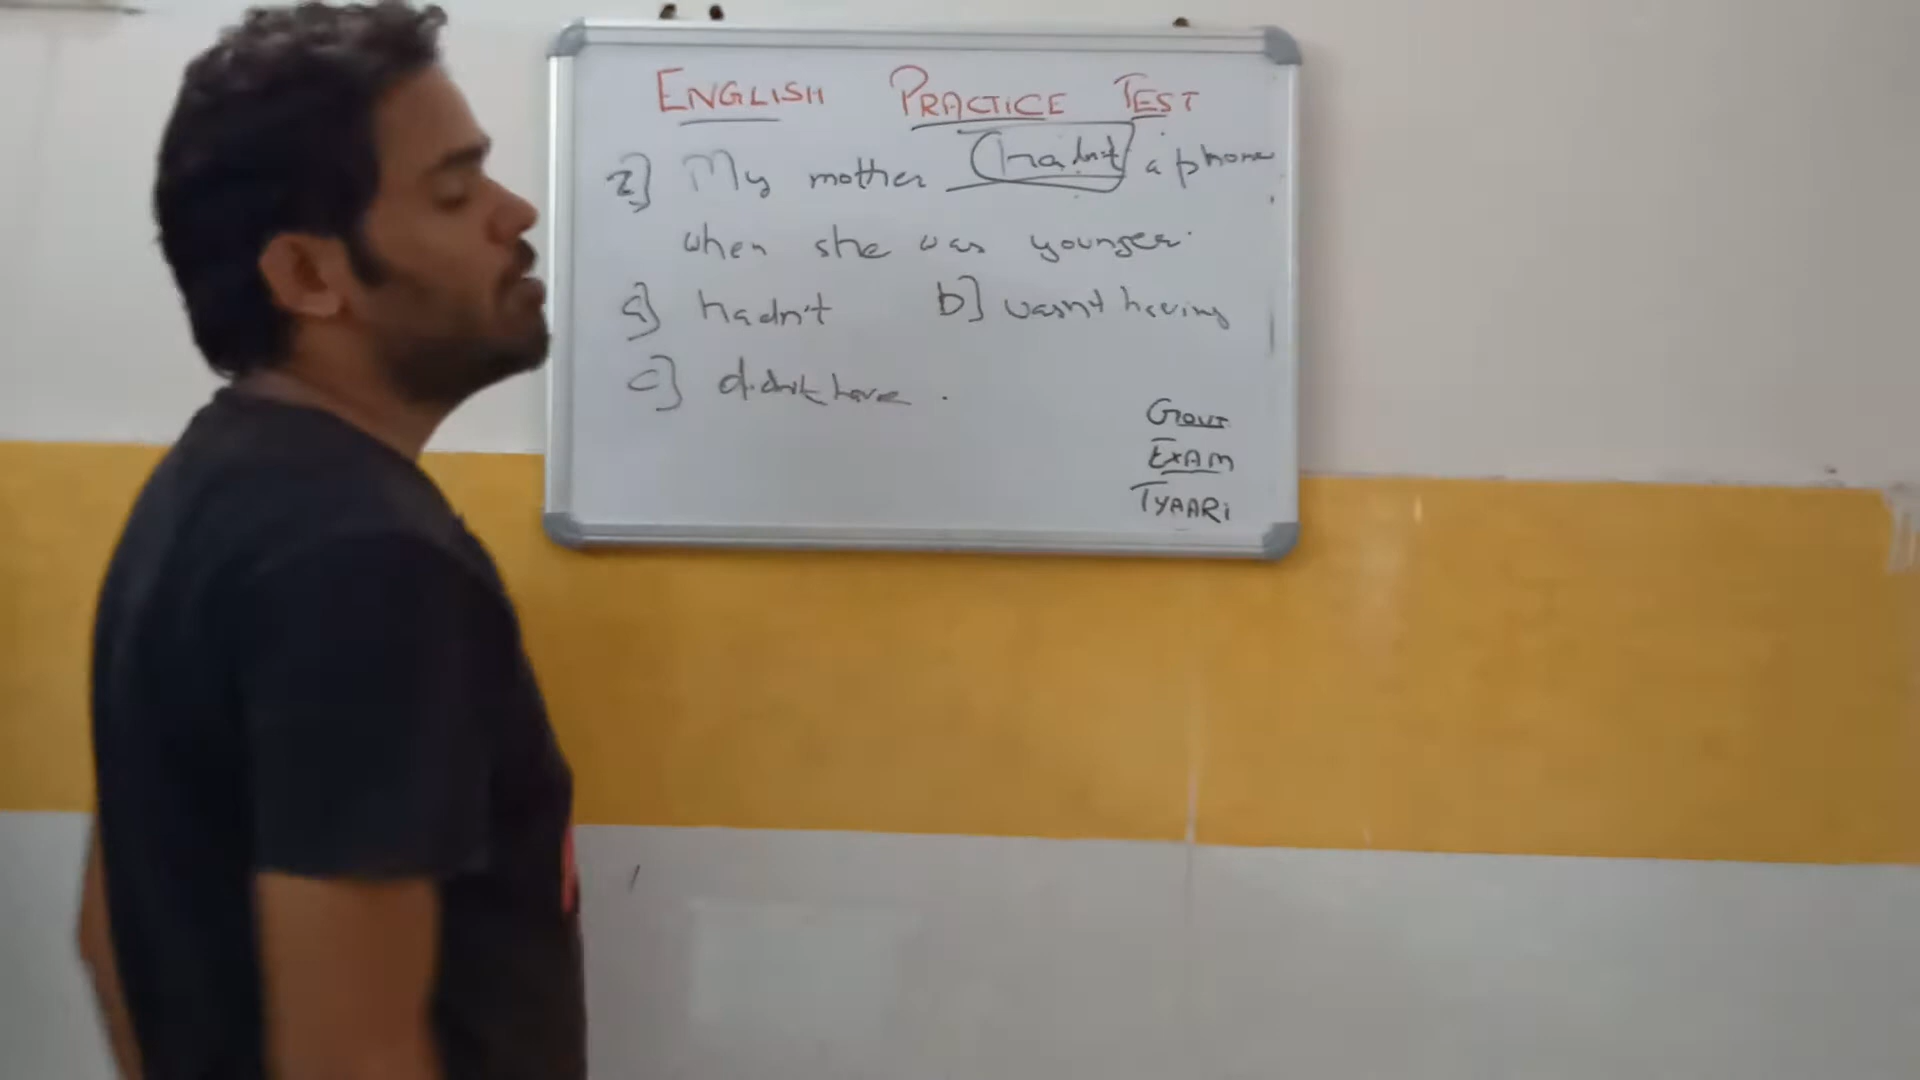 ENGLISH PRACTICE TEST
2] My mother hadn't a phone
when she was younger.
a] hadn't b] wasn't having
c] didn't have.
GOVT
EXAM
TYAARi